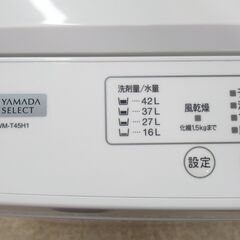 YAMADA
SELECT
WM-T45H1
洗剤量/水量
42L
37L
27L
16L
風乾燥
化繊1.5kgまで
設定